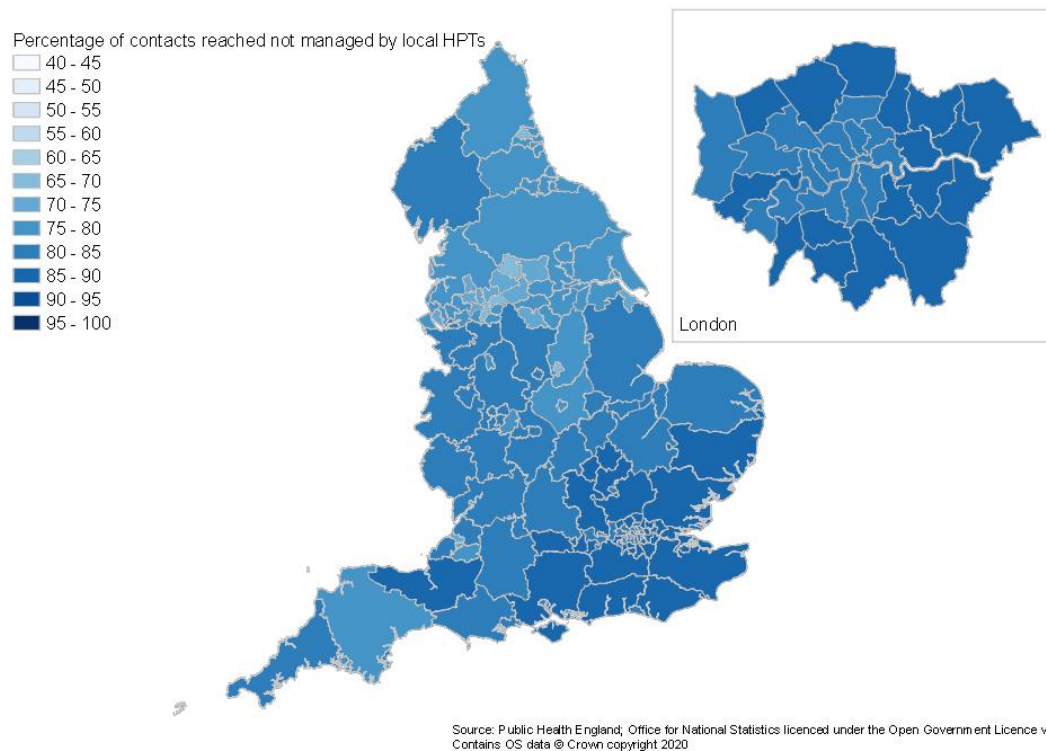 Percentage of contacts reached not managed by local HPTs
40 - 45
45 - 50
50 - 55
55 - 60
60 - 65
65 - 70
70 - 75
75 - 80
80 - 85
85 - 90
90 - 95
95 - 100
London
Source: Public Health England; Office for National Statistics licenced under the Open Government Licence v
Contains OS data © Crown copyright 2020